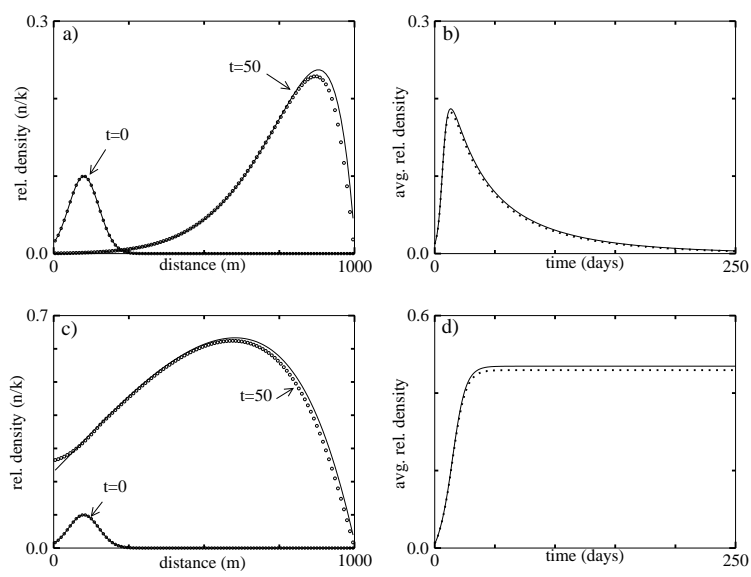 0.3
a)
t=50
t=0
rel. density (n/k)
0.0
0
distance (m)
1000
0.3
b)
avg. rel. density
0.0
0
time (days)
250
0.7
c)
t=50
t=0
rel. density (n/k)
0.0
0
distance (m)
1000
0.6
d)
avg. rel. density
0.0
0
time (days)
250